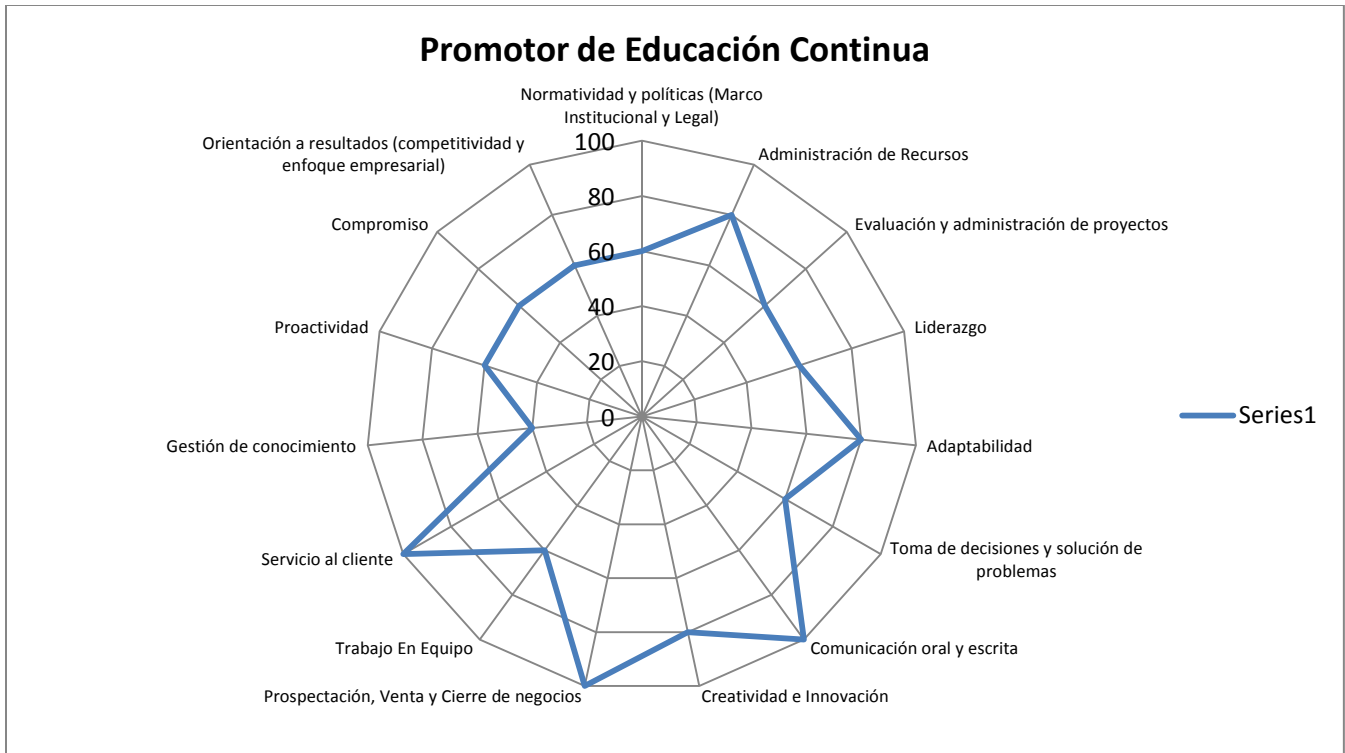 Promotor de Educación Continua
Normatividad y políticas (Marco
Institucional y Legal)
Orientación a resultados (competitividad y
enfoque empresarial)
Administración de Recursos
Compromiso
Evaluación y administración de proyectos
Proactividad
Liderazgo
Gestión de conocimiento
Adaptabilidad
Servicio al cliente
Toma de decisiones y solución de
problemas
Trabajo En Equipo
Comunicación oral y escrita
Prospectación, Venta y Cierre de negocios
Creatividad e Innovación
100
80
60
40
20
0
Series1